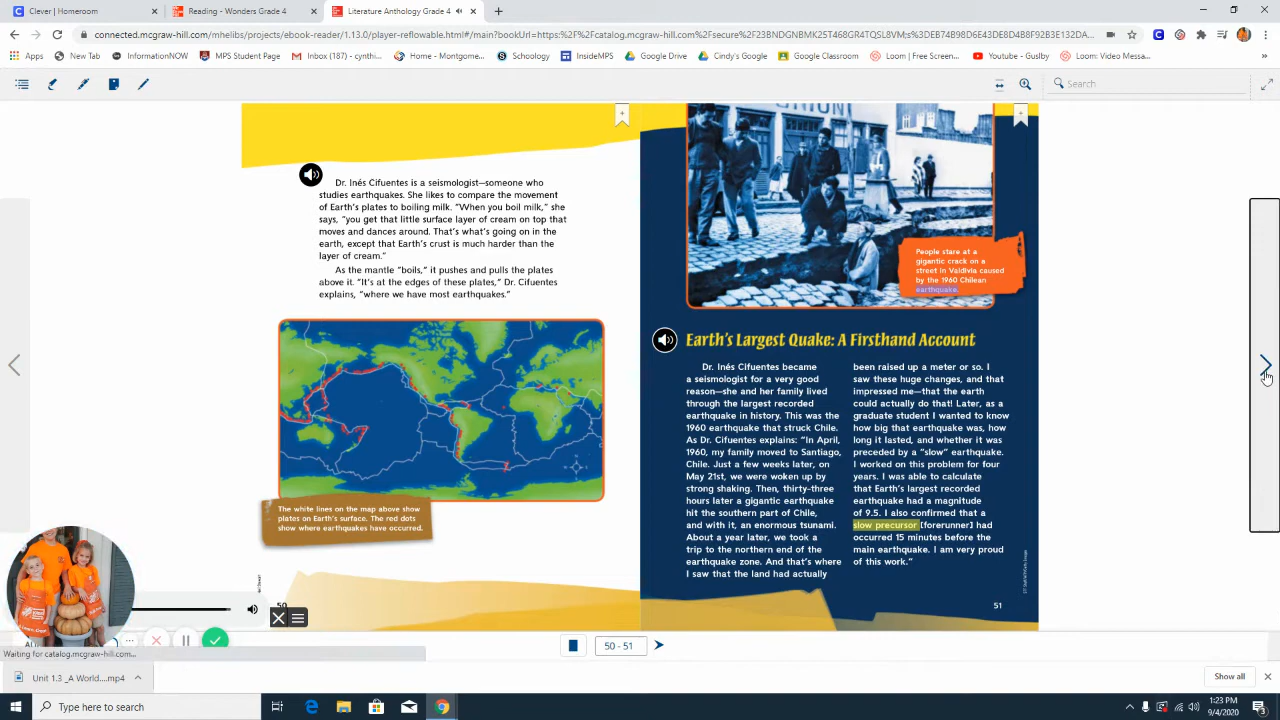 Clever | Homeroom
Reading - Wonders Grade 4
Literature Grade 4
connected.mcgraw-hill.com/mhelibs/projects/ebook-reader/1.13.0/player-reflowable.html#/main?bookUrl=https:%2F%2Fcatalog.mcgraw-hill.com%2Fsecure%2F23BNDGNBMK25T468GR4TQSL8VM;s%3DEB74B98D6E43DE8D4B8F92B3E132DA...
Apps
New Tab
InformationNOW
MPS Street List
Inbox (187) - cynthi...
Home - Montgome...
Schoology
InsideMPS
Google Drive
Cindy's Google
Google Classroom
Loom | Free Screen...
Youtube - Gusby
Loom: Video Messa...
Search
Dr. Inés Cifuentes is a seismologist—someone who
studies earthquakes. She likes to compare the movement
of Earth's plates to boiling milk. "When you boil milk," she
says, "you get that little surface layer of cream on top that
moves and dances around. That's what's going on in the
earth, except that Earth's crust is much harder than the
layer of cream."
As the mantle "boils," it pushes and pulls the plates
above it. "It's at the edges of these plates," Dr. Cifuentes
explains, "where we have most earthquakes."
The white lines on the map above show
plates on Earth's surface. The red dots
show where earthquakes have occurred.
50
UNION
People stare at a
gigantic crack on a
street in Valdivia caused
by the 1960 Chilean
earthquake.
Earth's Largest Quake: A Firsthand Account
Dr. Inés Cifuentes became
a seismologist for a very good
reason—she and her family lived
through the largest recorded
earthquake in history. This was the
1960 earthquake that struck Chile.
As Dr. Cifuentes explains: "In April,
1960, my family moved to Santiago,
Chile. Just a few weeks later, on
May 21st, we were woken up by
strong shaking. Then, thirty-three
hours later a gigantic earthquake
hit the southern part of Chile,
and with it, an enormous tsunami.
About a year later, we took a
trip to the northern end of the
earthquake zone. And that's where
I saw that the land had actually
been raised up a meter or so. I
saw these huge changes, and that
impressed me—that the earth
could actually do that! Later, as a
graduate student I wanted to know
how big that earthquake was, how
long it lasted, and whether it was
preceded by a "slow" earthquake.
I worked on this problem for four
years. I was able to calculate
that Earth's largest recorded
earthquake had a magnitude
of 9.5. I also confirmed that a
slow precursor [forerunner] had
occurred 15 minutes before the
main earthquake. I am very proud
of this work."
51
50 - 51
Waiting for catalog.mcgraw-hill.com...
Unit 1.3 _A World....pdf
Show all
Type here to search
1:23 PM
9/4/2020